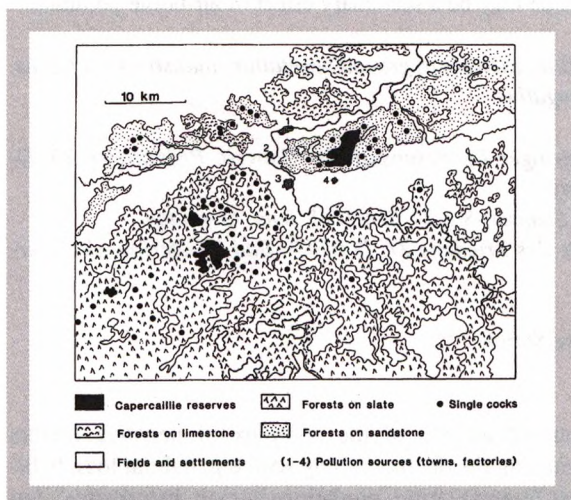 10 km
1
2
3
4
Capercaillie reserves
Forests on slate
Single cocks
Forests on limestone
Forests on sandstone
Fields and settlements
(1-4) Pollution sources (towns, factories)